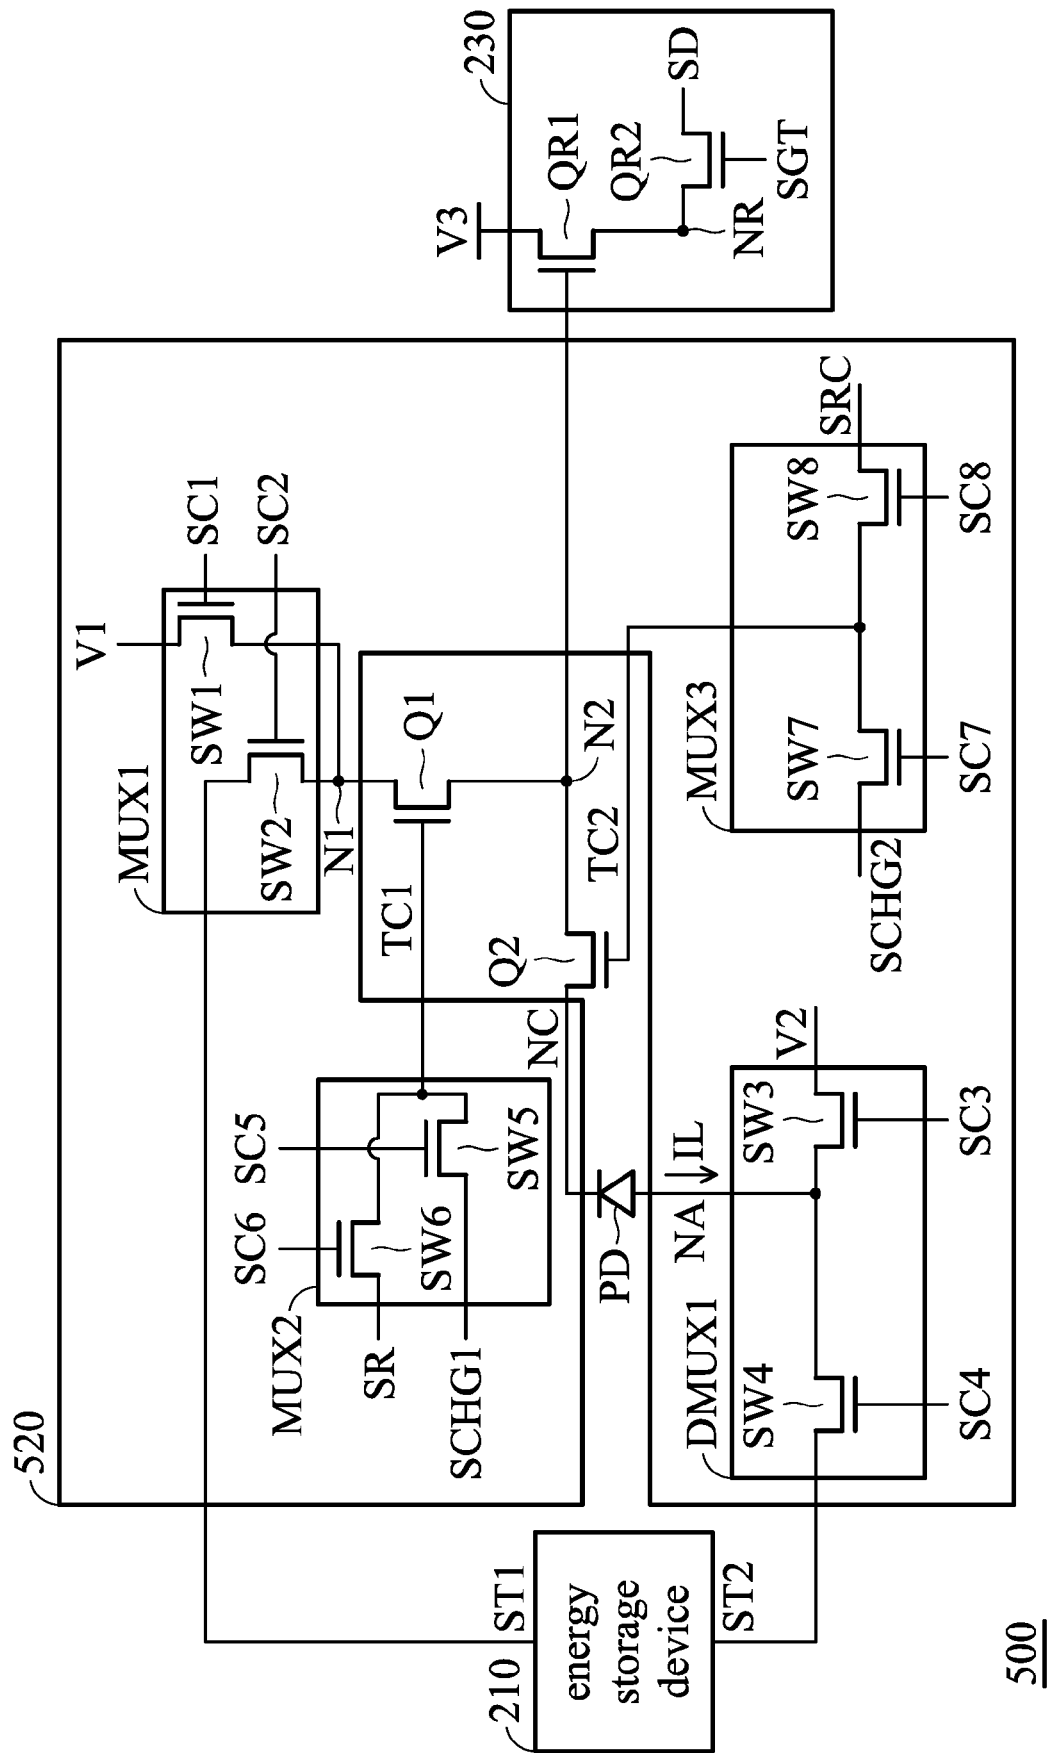 520
MUX1
V1
SW1
SC1
SW2
SC2
N1
230
V3
QR1
QR2
SD
SGT
NR
SC6
SC5
MUX2
SR
SW6
SW5
SCHG1
TC1
Q1
Q2
NC
N2
TC2
PD
NA
IL
210
ST1
energy
storage
device
ST2
DMUX1
SW4
SW3
V2
SC4
SC3
MUX3
SW7
SW8
SRC
SCHG2
SC7
SC8
500